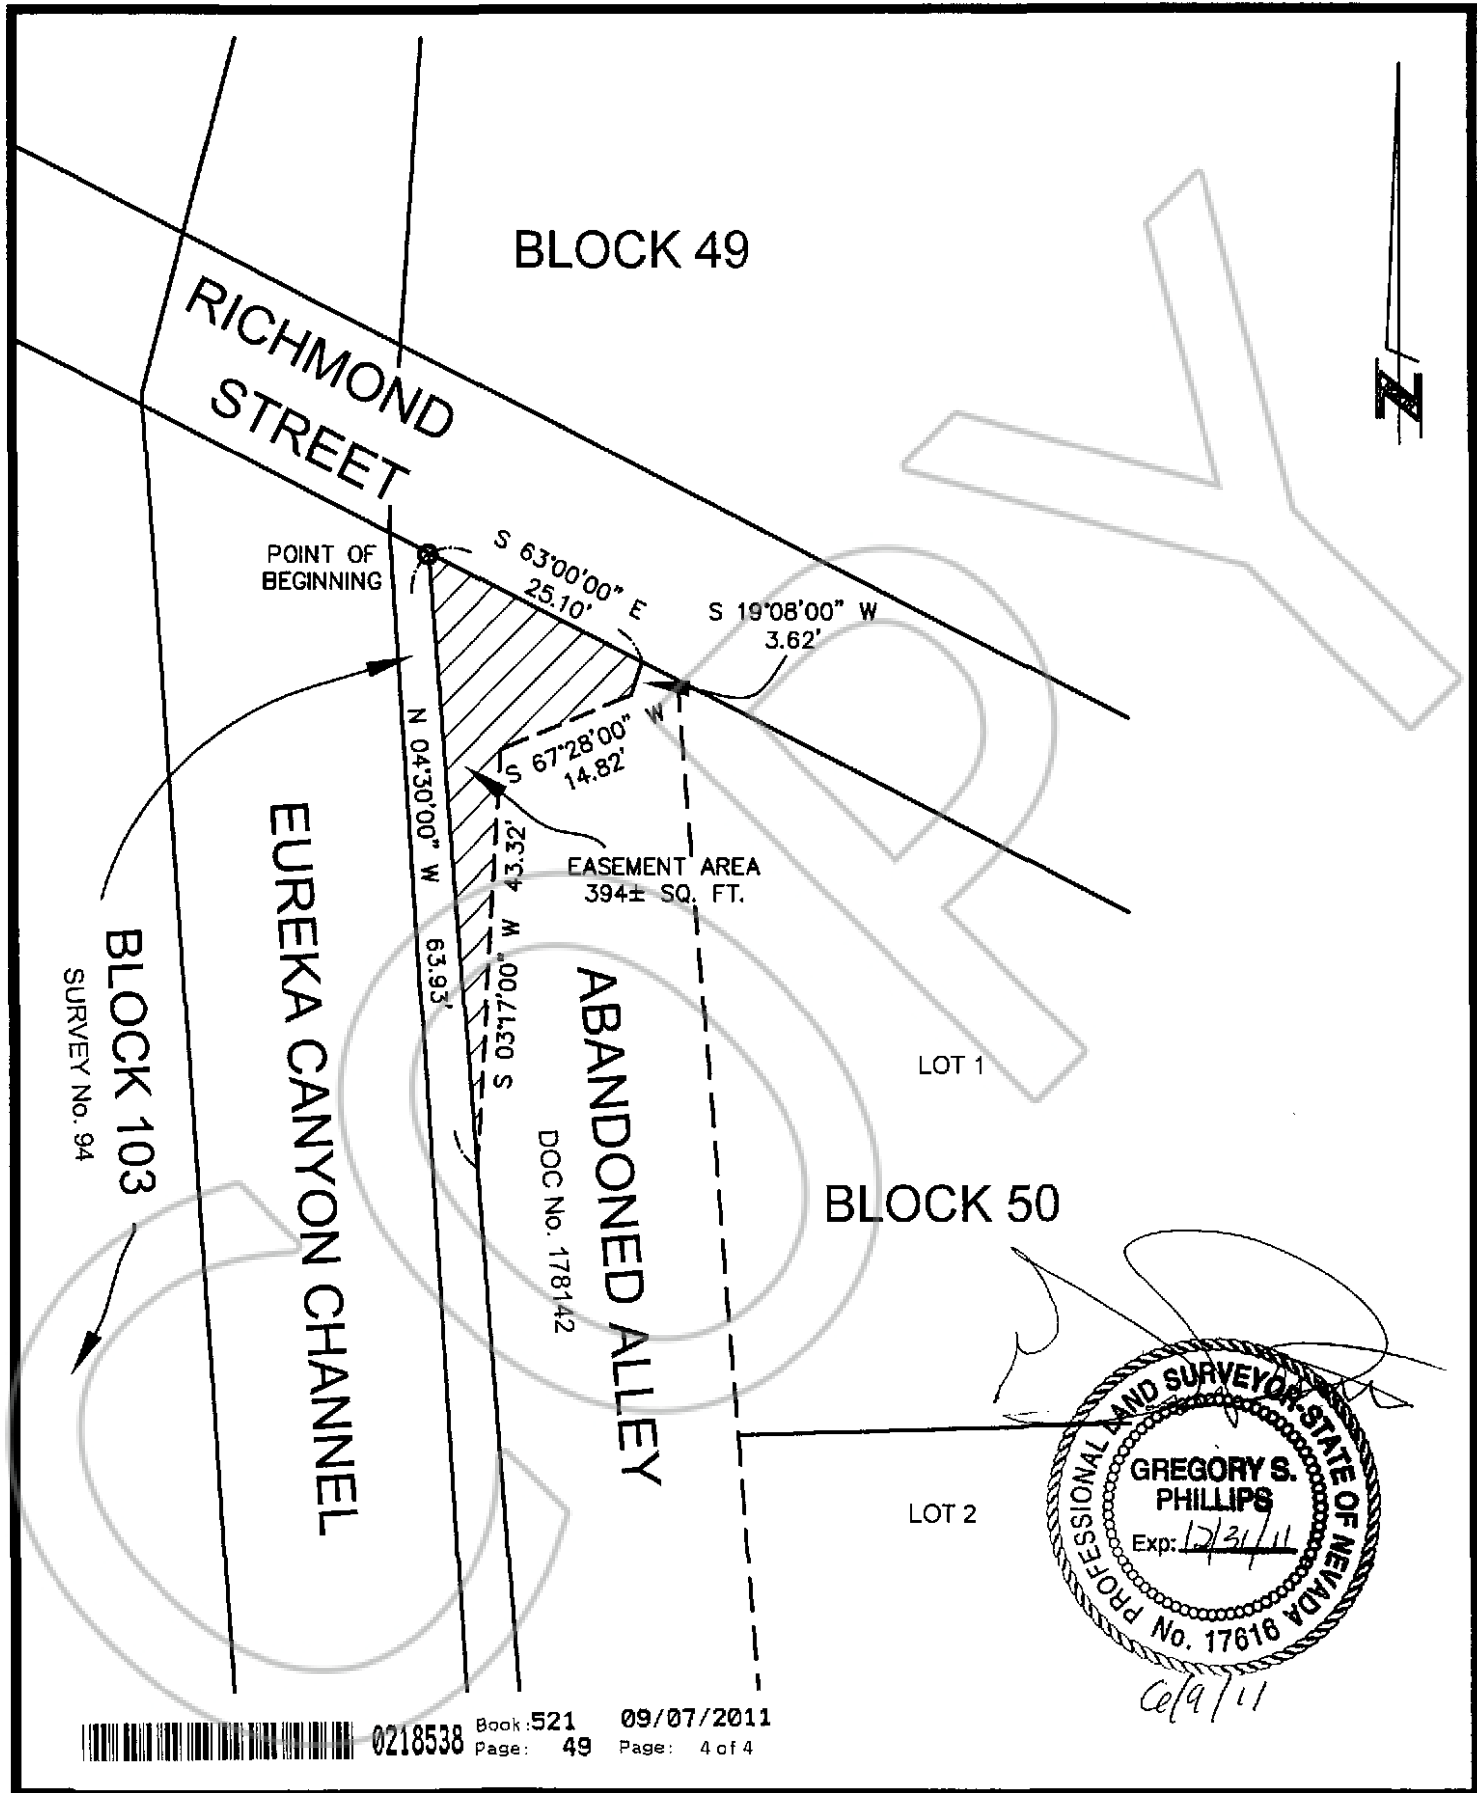 BLOCK 49
RICHMOND
STREET
N
POINT OF
BEGINNING
S 63°00'00" E
25.10'
S 19°08'00" W
3.62'
S 67°28'00" W
14.82'
N 04°30'00" W 63.93'
S 03°17'00" W 43.32'
EASEMENT AREA
394± SQ. FT.
EUREKA CANYON CHANNEL
BLOCK 103
SURVEY No. 94
ABANDONED ALLEY
DOC No. 178142
LOT 1
BLOCK 50
LOT 2
PROFESSIONAL LAND SURVEYOR-STATE OF NEVADA
GREGORY S.
PHILLIPS
Exp: 12/31/11
No. 17616
6/9/11
COPY
0218538
Book: 521 09/07/2011
Page: 49 Page: 4 of 4